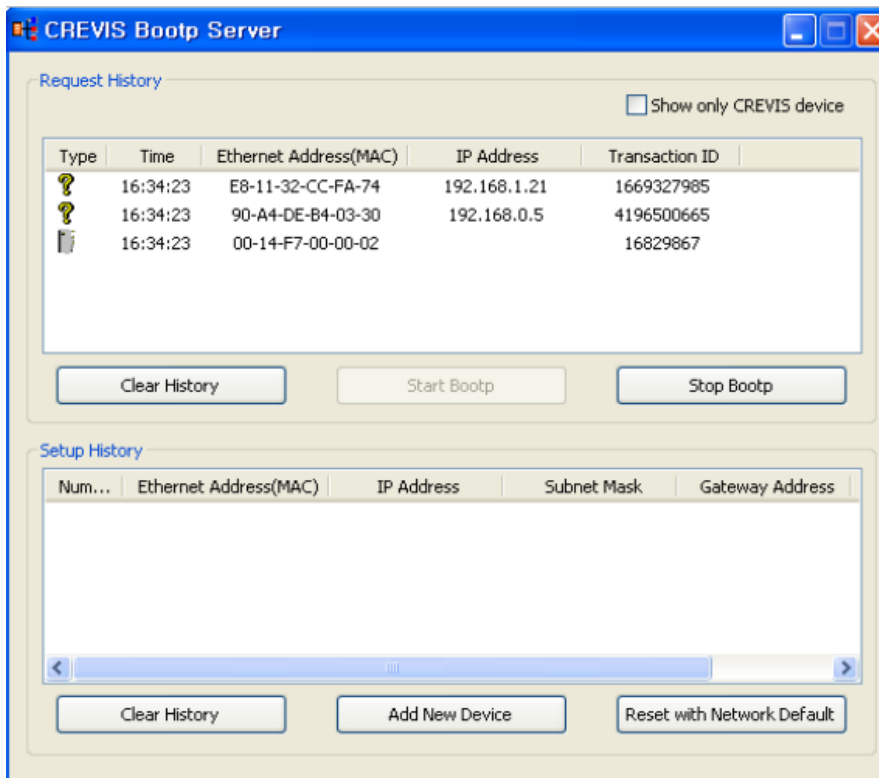 CREVIS Bootp Server
Request History
Show only CREVIS device
Type Time Ethernet Address(MAC) IP Address Transaction ID
16:34:23 E8-11-32-CC-FA-74 192.168.1.21 1669327985
16:34:23 90-A4-DE-B4-03-30 192.168.0.5 4196500665
16:34:23 00-14-F7-00-00-02 16829867
Clear History Start Bootp Stop Bootp
Setup History
Num... Ethernet Address(MAC) IP Address Subnet Mask Gateway Address
Clear History Add New Device Reset with Network Default